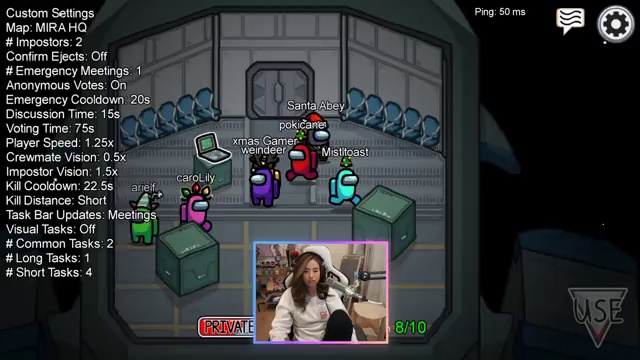 Custom Settings
Map: MIRA HQ
# Impostors: 2
Confirm Ejects: Off
# Emergency Meetings: 1
Anonymous Votes: On
Emergency Cooldown: 20s
Discussion Time: 15s
Voting Time: 75s
Player Speed: 1.25x
Crewmate Vision: 0.5x
Impostor Vision: 1.5x
Kill Cooldown: 22.5s
Kill Distance: Short
Task Bar Updates: Meetings
Visual Tasks: Off
# Common Tasks: 2
# Long Tasks: 1
# Short Tasks: 4
Ping: 50 ms
Santa Abey
pokicane
xmas Gamer
weindeer
Mistltoast
caroLily
arielf
PRIVATE
8/10
USE